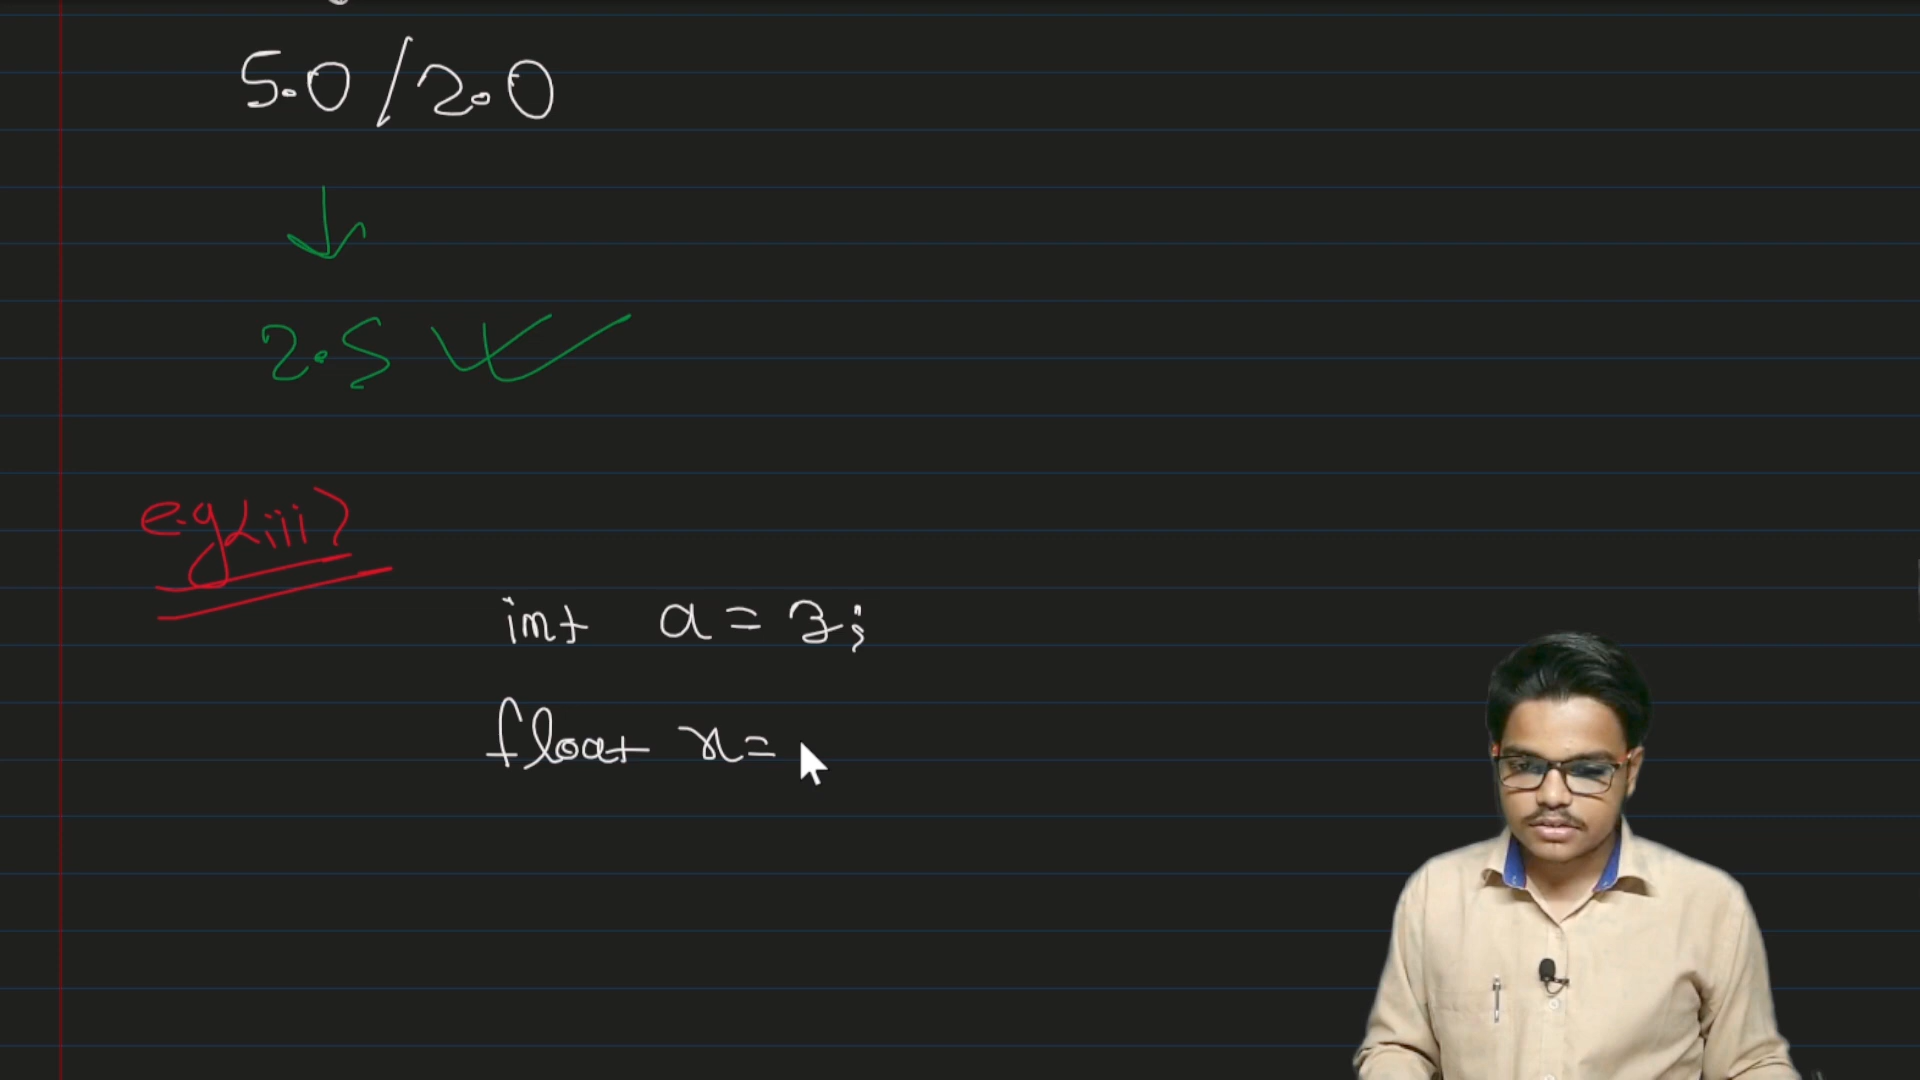 5.0/2.0
2.5
e.g(iii)
int a = 3;
float x=